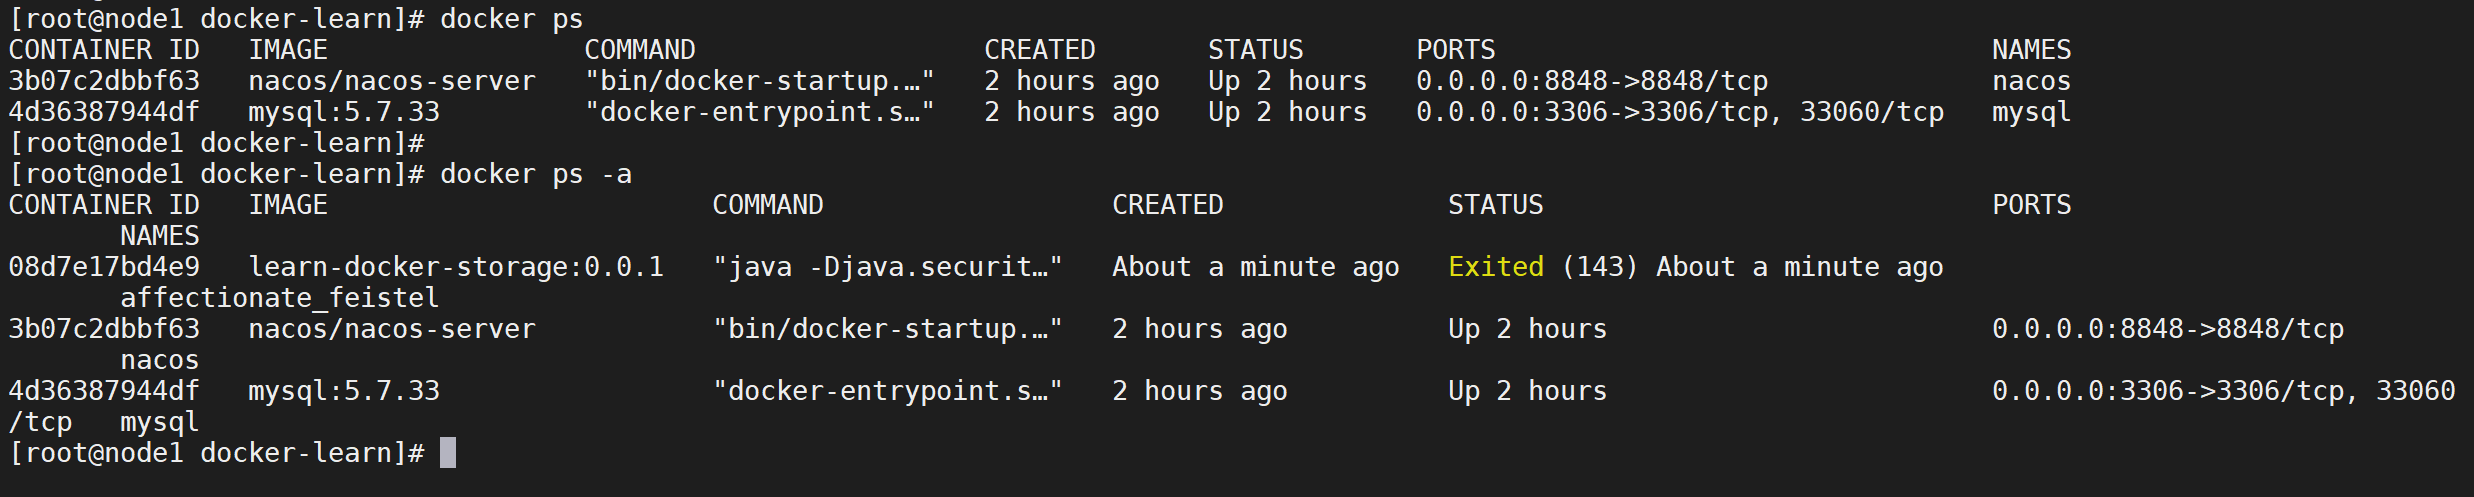 [root@node1 docker-learn]# docker ps
CONTAINER ID   IMAGE                COMMAND                  CREATED       STATUS       PORTS                               NAMES
3b07c2dbbf63   nacos/nacos-server   "bin/docker-startup.…"   2 hours ago   Up 2 hours   0.0.0.0:8848->8848/tcp              nacos
4d36387944df   mysql:5.7.33         "docker-entrypoint.s…"   2 hours ago   Up 2 hours   0.0.0.0:3306->3306/tcp, 33060/tcp   mysql
[root@node1 docker-learn]#
[root@node1 docker-learn]# docker ps -a
CONTAINER ID   IMAGE                        COMMAND                  CREATED              STATUS                            PORTS
       NAMES
08d7e17bd4e9   learn-docker-storage:0.0.1   "java -Djava.securit…"   About a minute ago   Exited (143) About a minute ago
       affectionate_feistel
3b07c2dbbf63   nacos/nacos-server           "bin/docker-startup.…"   2 hours ago          Up 2 hours                        0.0.0.0:8848->8848/tcp
       nacos
4d36387944df   mysql:5.7.33                 "docker-entrypoint.s…"   2 hours ago          Up 2 hours                        0.0.0.0:3306->3306/tcp, 33060
/tcp   mysql
[root@node1 docker-learn]#